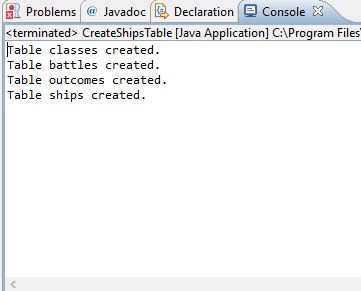 Problems @ Javadoc Declaration Console
<terminated> CreateShipsTable [Java Application] C:\Program Files\
Table classes created.
Table battles created.
Table outcomes created.
Table ships created.